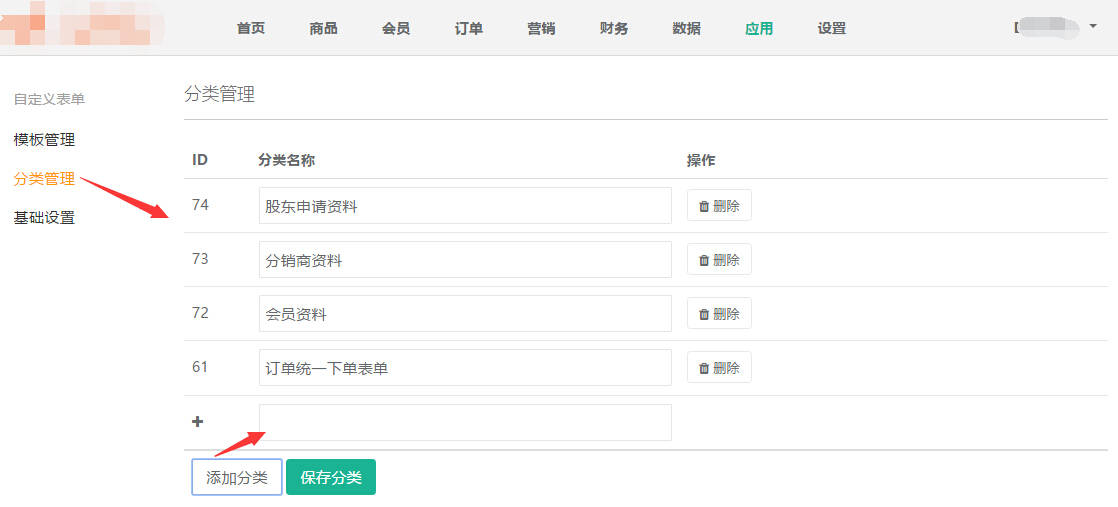 首页 商品 会员 订单 营销 财务 数据 应用 设置
自定义表单
模板管理
分类管理
基础设置
分类管理
ID 分类名称 操作
74 股东申请资料 删除
73 分销商资料 删除
72 会员资料 删除
61 订单统一下单表单 删除
添加分类 保存分类